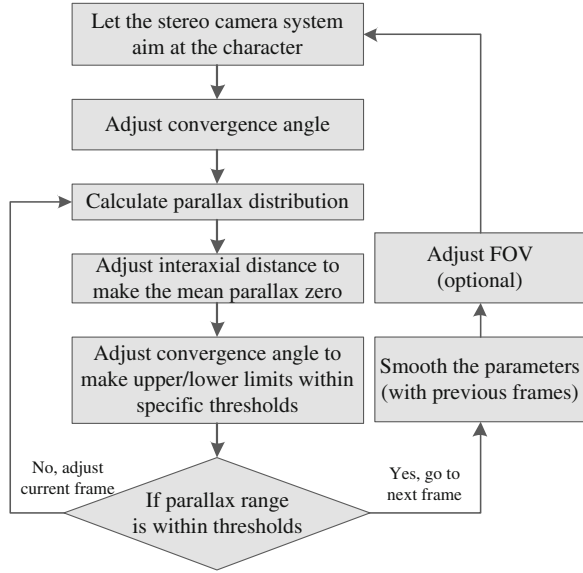 Let the stereo camera system
aim at the character
Adjust convergence angle
Calculate parallax distribution
Adjust interaxial distance to
make the mean parallax zero
Adjust convergence angle to
make upper/lower limits within
specific thresholds
If parallax range
is within thresholds
No, adjust
current frame
Yes, go to
next frame
Smooth the parameters
(with previous frames)
Adjust FOV
(optional)